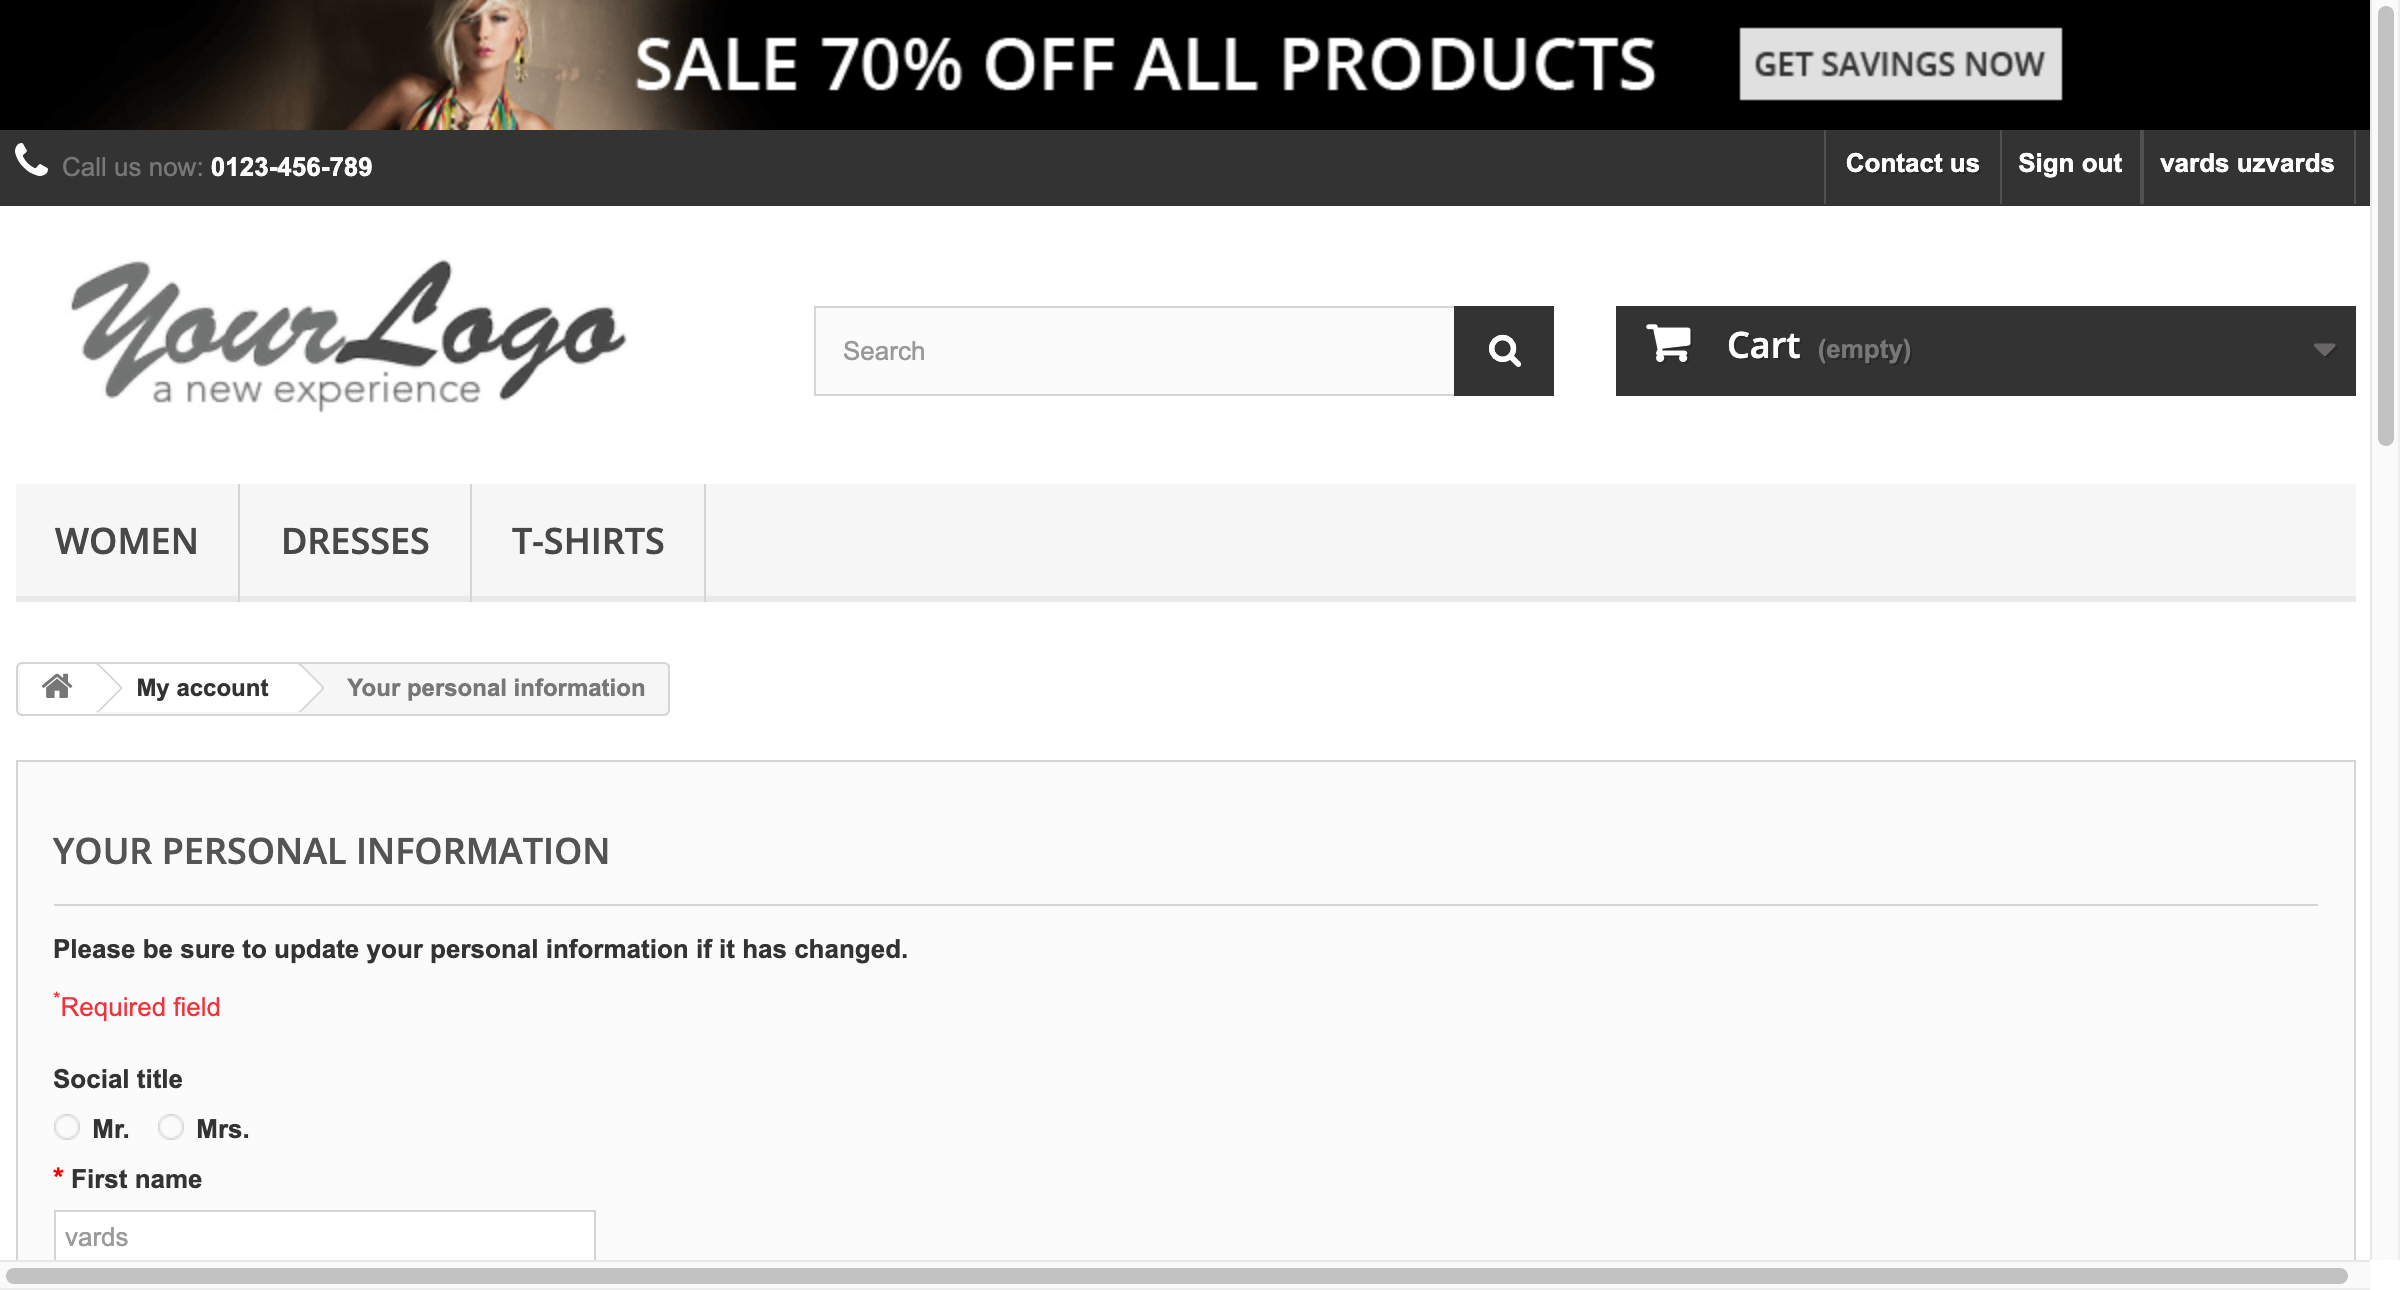 SALE 70% OFF ALL PRODUCTS
GET SAVINGS NOW
Call us now: 0123-456-789
Contact us
Sign out
vards uzvards
YourLogo
a new experience
Search
Cart (empty)
WOMEN
DRESSES
T-SHIRTS
My account
Your personal information
YOUR PERSONAL INFORMATION
Please be sure to update your personal information if it has changed.
*Required field
Social title
Mr.
Mrs.
* First name
vards